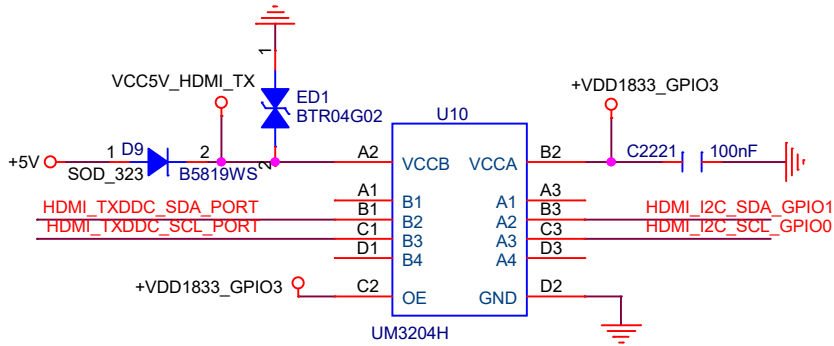 1
VCC5V_HDMI_TX
+VDD1833_GPIO3
ED1
BTR04G02
U10
+5V
1
D9
2
SOD_323
B5819WS
2
A2
VCCB
VCCA
B2
C2221
100nF
A1
B1
A1
A3
HDMI_TXDDC_SDA_PORT
B1
B2
A2
B3
HDMI_I2C_SDA_GPIO1
HDMI_TXDDC_SCL_PORT
C1
B3
A3
C3
HDMI_I2C_SCL_GPIO0
D1
B4
A4
D3
+VDD1833_GPIO3
C2
OE
GND
D2
UM3204H